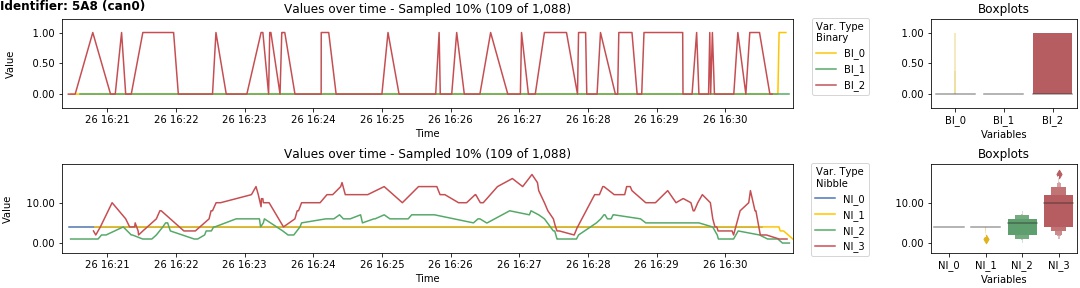 Identifier: 5A8 (can0)
Values over time - Sampled 10% (109 of 1,088)
Value
1.00
0.50
0.00
26 16:21 26 16:22 26 16:23 26 16:24 26 16:25 26 16:26 26 16:27 26 16:28 26 16:29 26 16:30
Time
Var. Type
Binary
BI_0
BI_1
BI_2
Boxplots
1.00
0.50
0.00
BI_0 BI_1 BI_2
Variables
Values over time - Sampled 10% (109 of 1,088)
Value
10.00
0.00
26 16:21 26 16:22 26 16:23 26 16:24 26 16:25 26 16:26 26 16:27 26 16:28 26 16:29 26 16:30
Time
Var. Type
Nibble
NI_0
NI_1
NI_2
NI_3
Boxplots
10.00
0.00
NI_0 NI_1 NI_2 NI_3
Variables